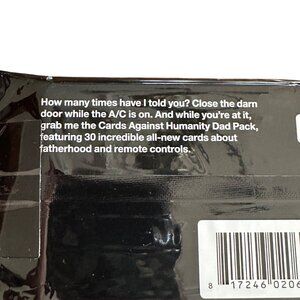 How many times have I told you? Close the darn
door while the A/C is on. And while you're at it,
grab me the Cards Against Humanity Dad Pack,
featuring 30 incredible all-new cards about
fatherhood and remote controls.
8 17246 0206